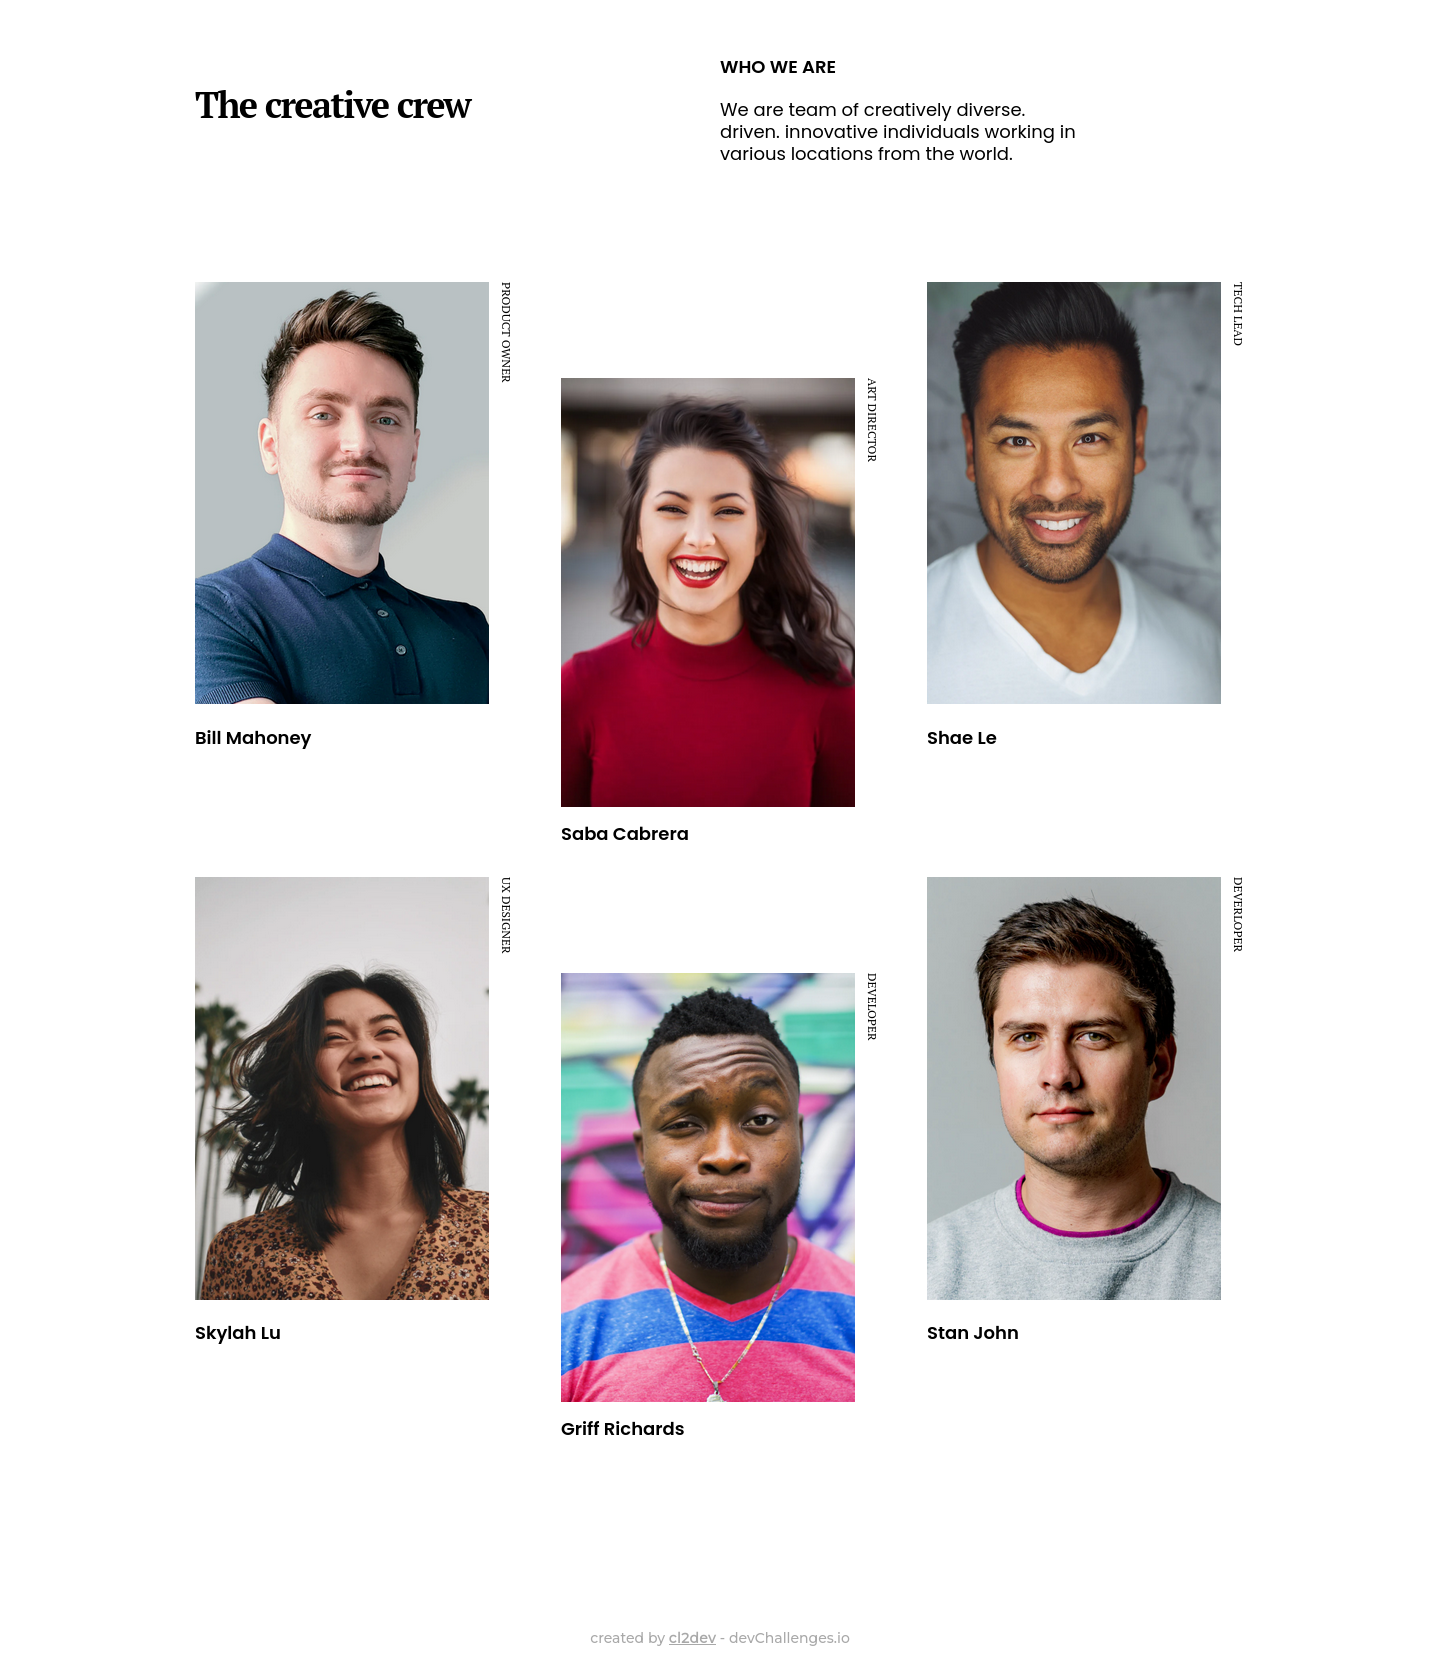 The creative crew
WHO WE ARE
We are team of creatively diverse.
driven. innovative individuals working in
various locations from the world.
PRODUCT OWNER
Bill Mahoney
ART DIRECTOR
Saba Cabrera
TECH LEAD
Shae Le
UX DESIGNER
Skylah Lu
DEVELOPER
Griff Richards
DEVERLOPER
Stan John
created by cl2dev - devChallenges.io